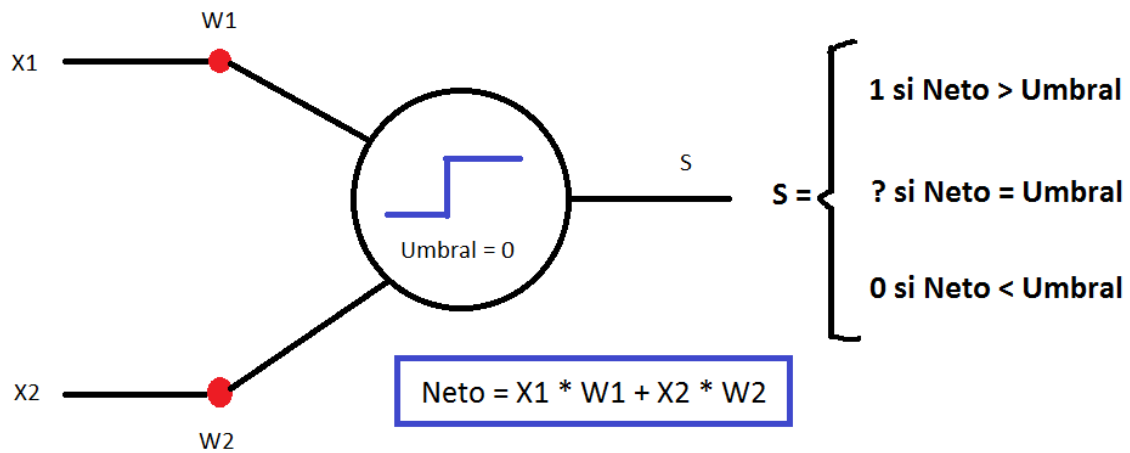 W1
X1
1 si Neto > Umbral
S
S =
? si Neto = Umbral
Umbral = 0
0 si Neto < Umbral
Neto = X1 * W1 + X2 * W2
X2
W2